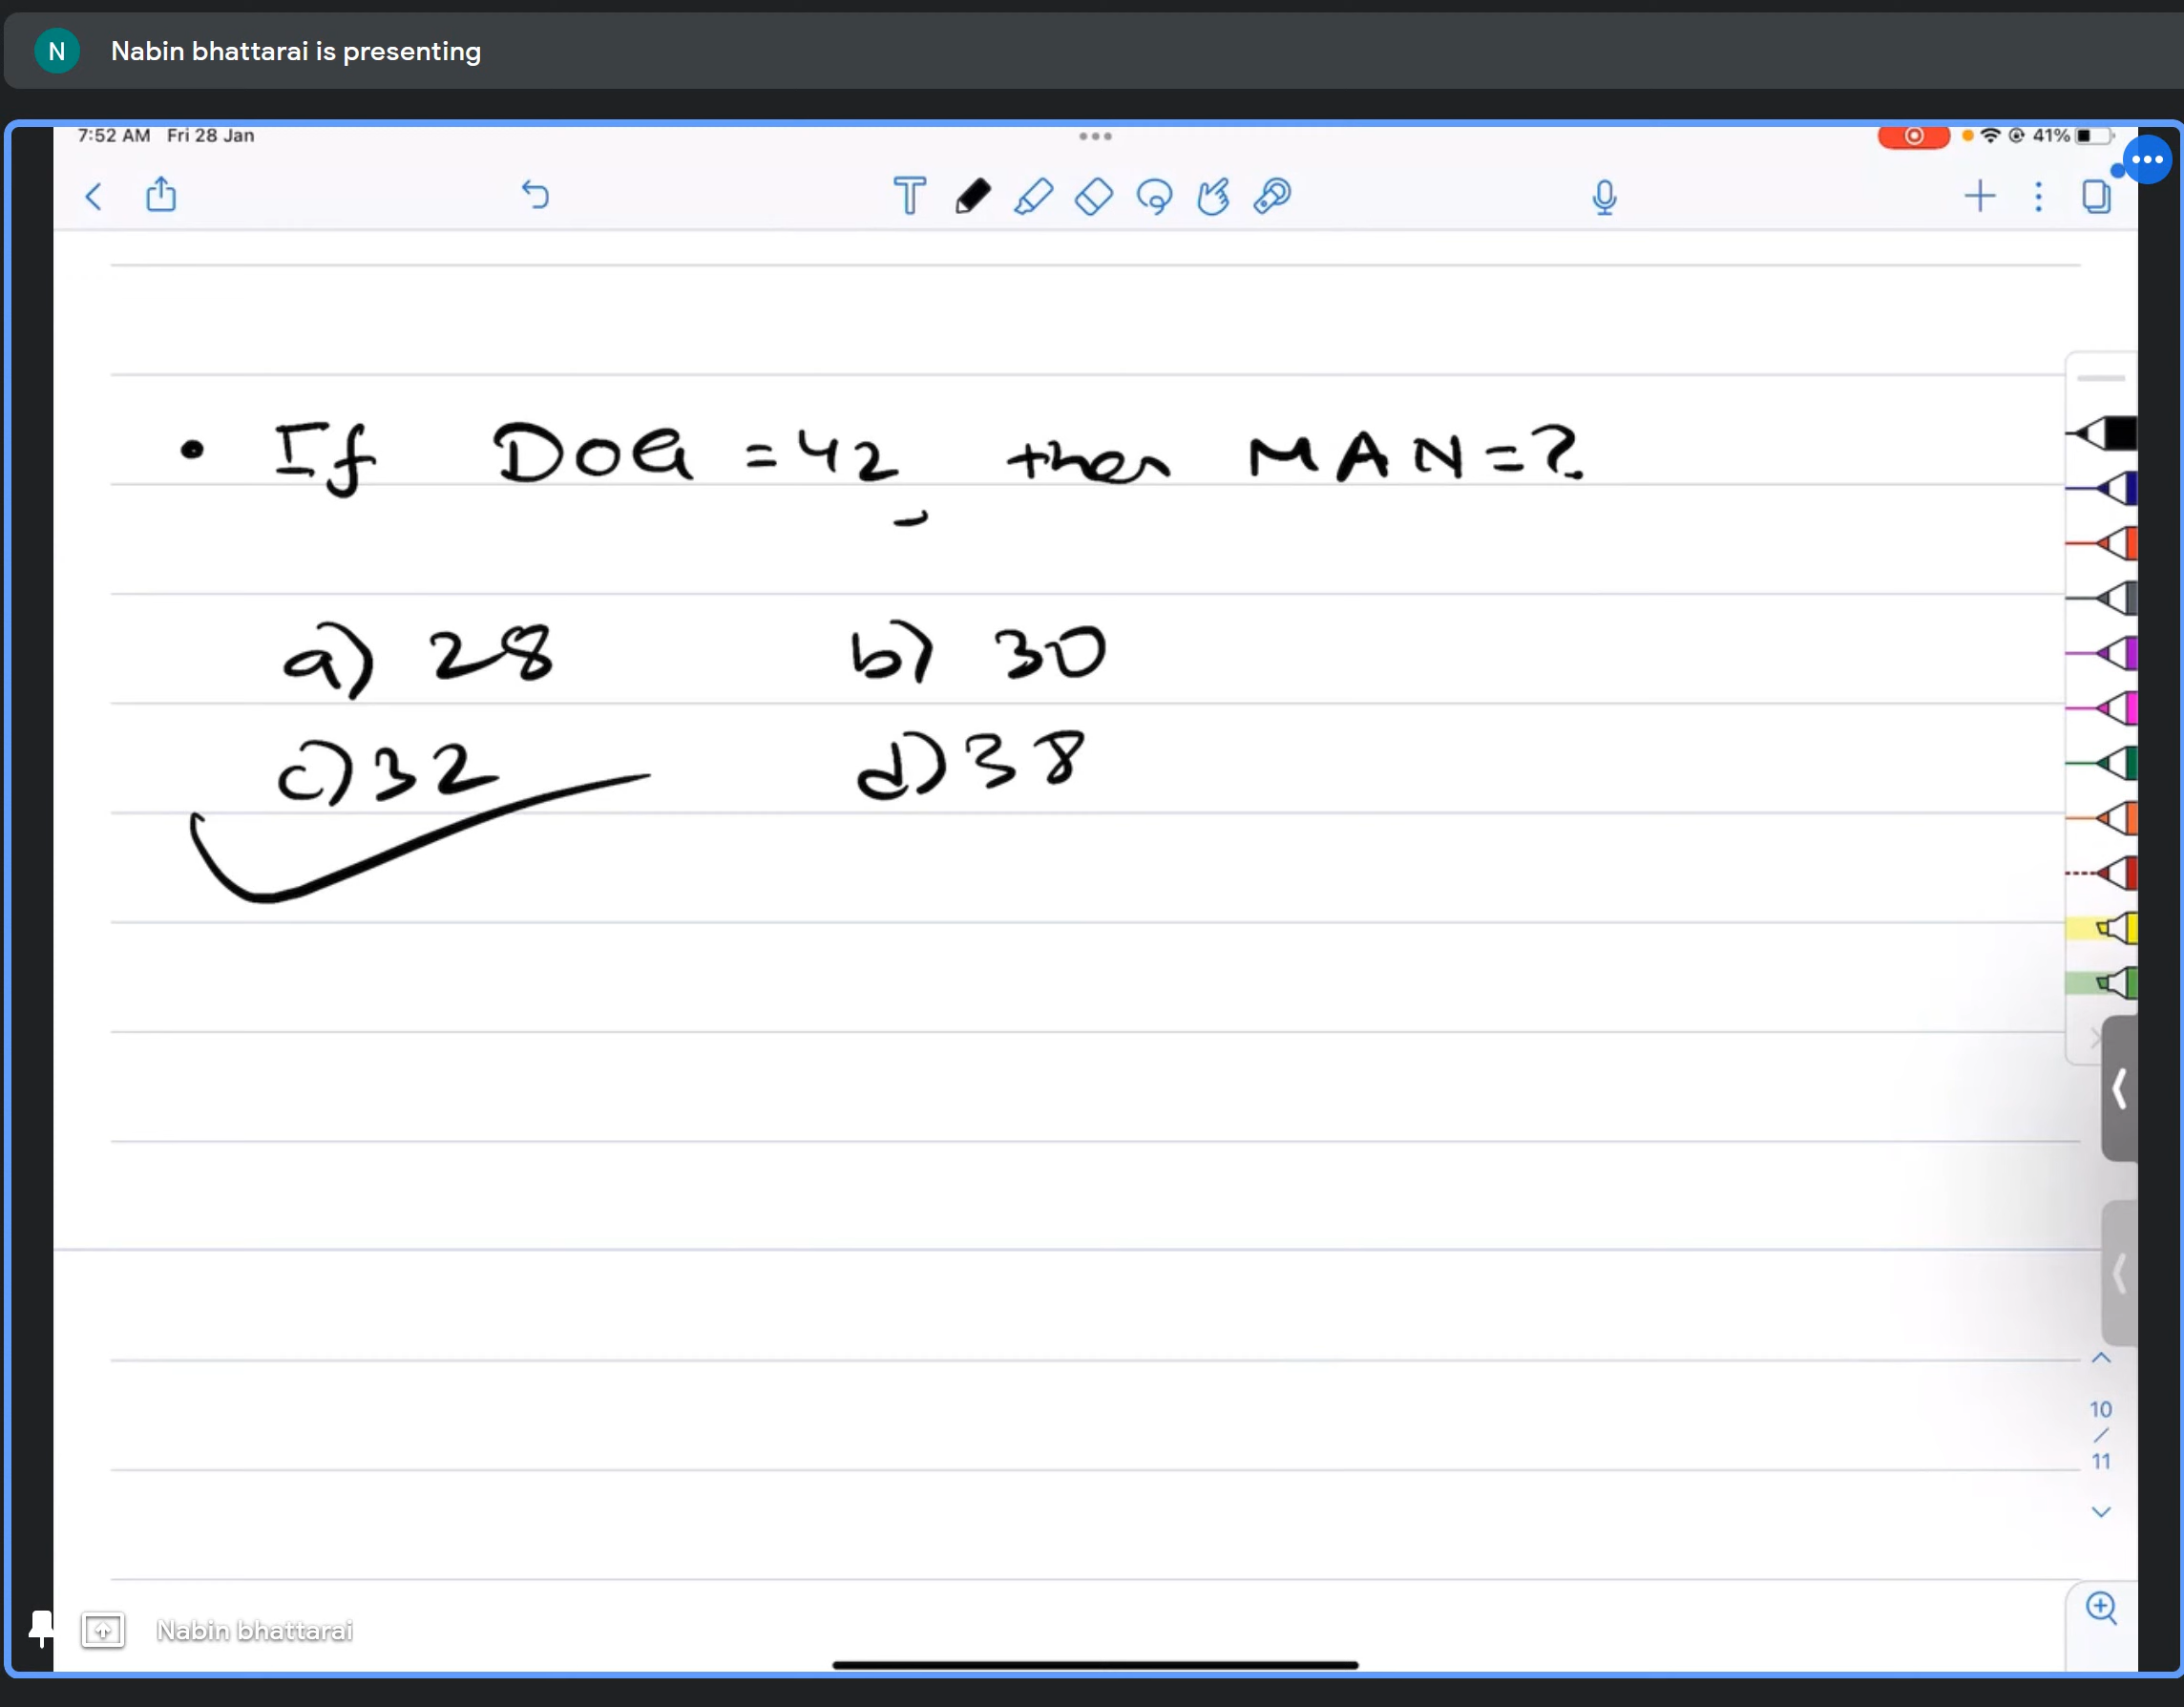 Nabin bhattarai is presenting
7:52 AM Fri 28 Jan
41%
• If DOG = 42, then MAN = ?
a) 28 b) 30
c) 32 d) 38
10
/
11
Nabin bhattarai